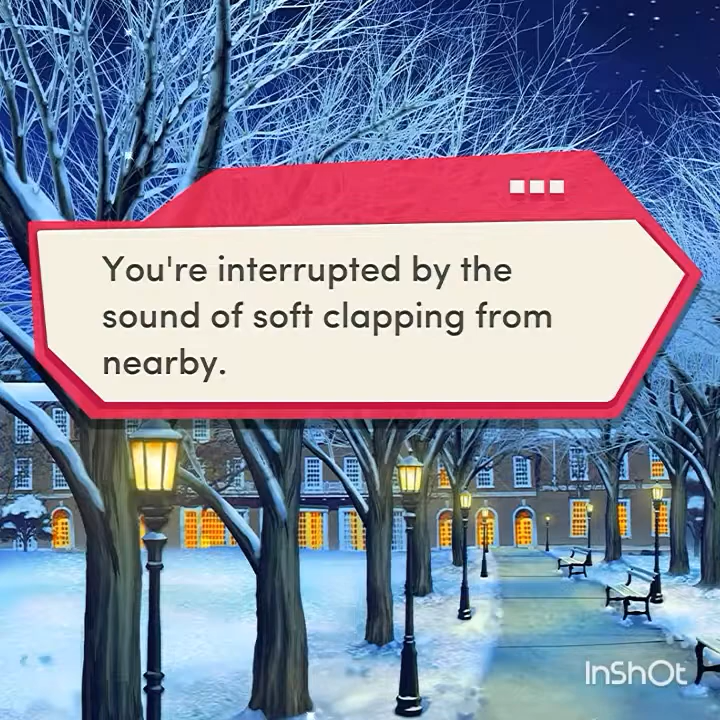 You're interrupted by the
sound of soft clapping from
nearby.
InShOt